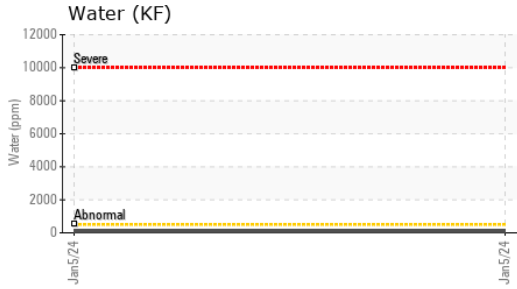 Water (KF)
12000
10000
8000
6000
4000
2000
0
Water (ppm)
Severe
Abnormal
Jan5/24
Jan5/24